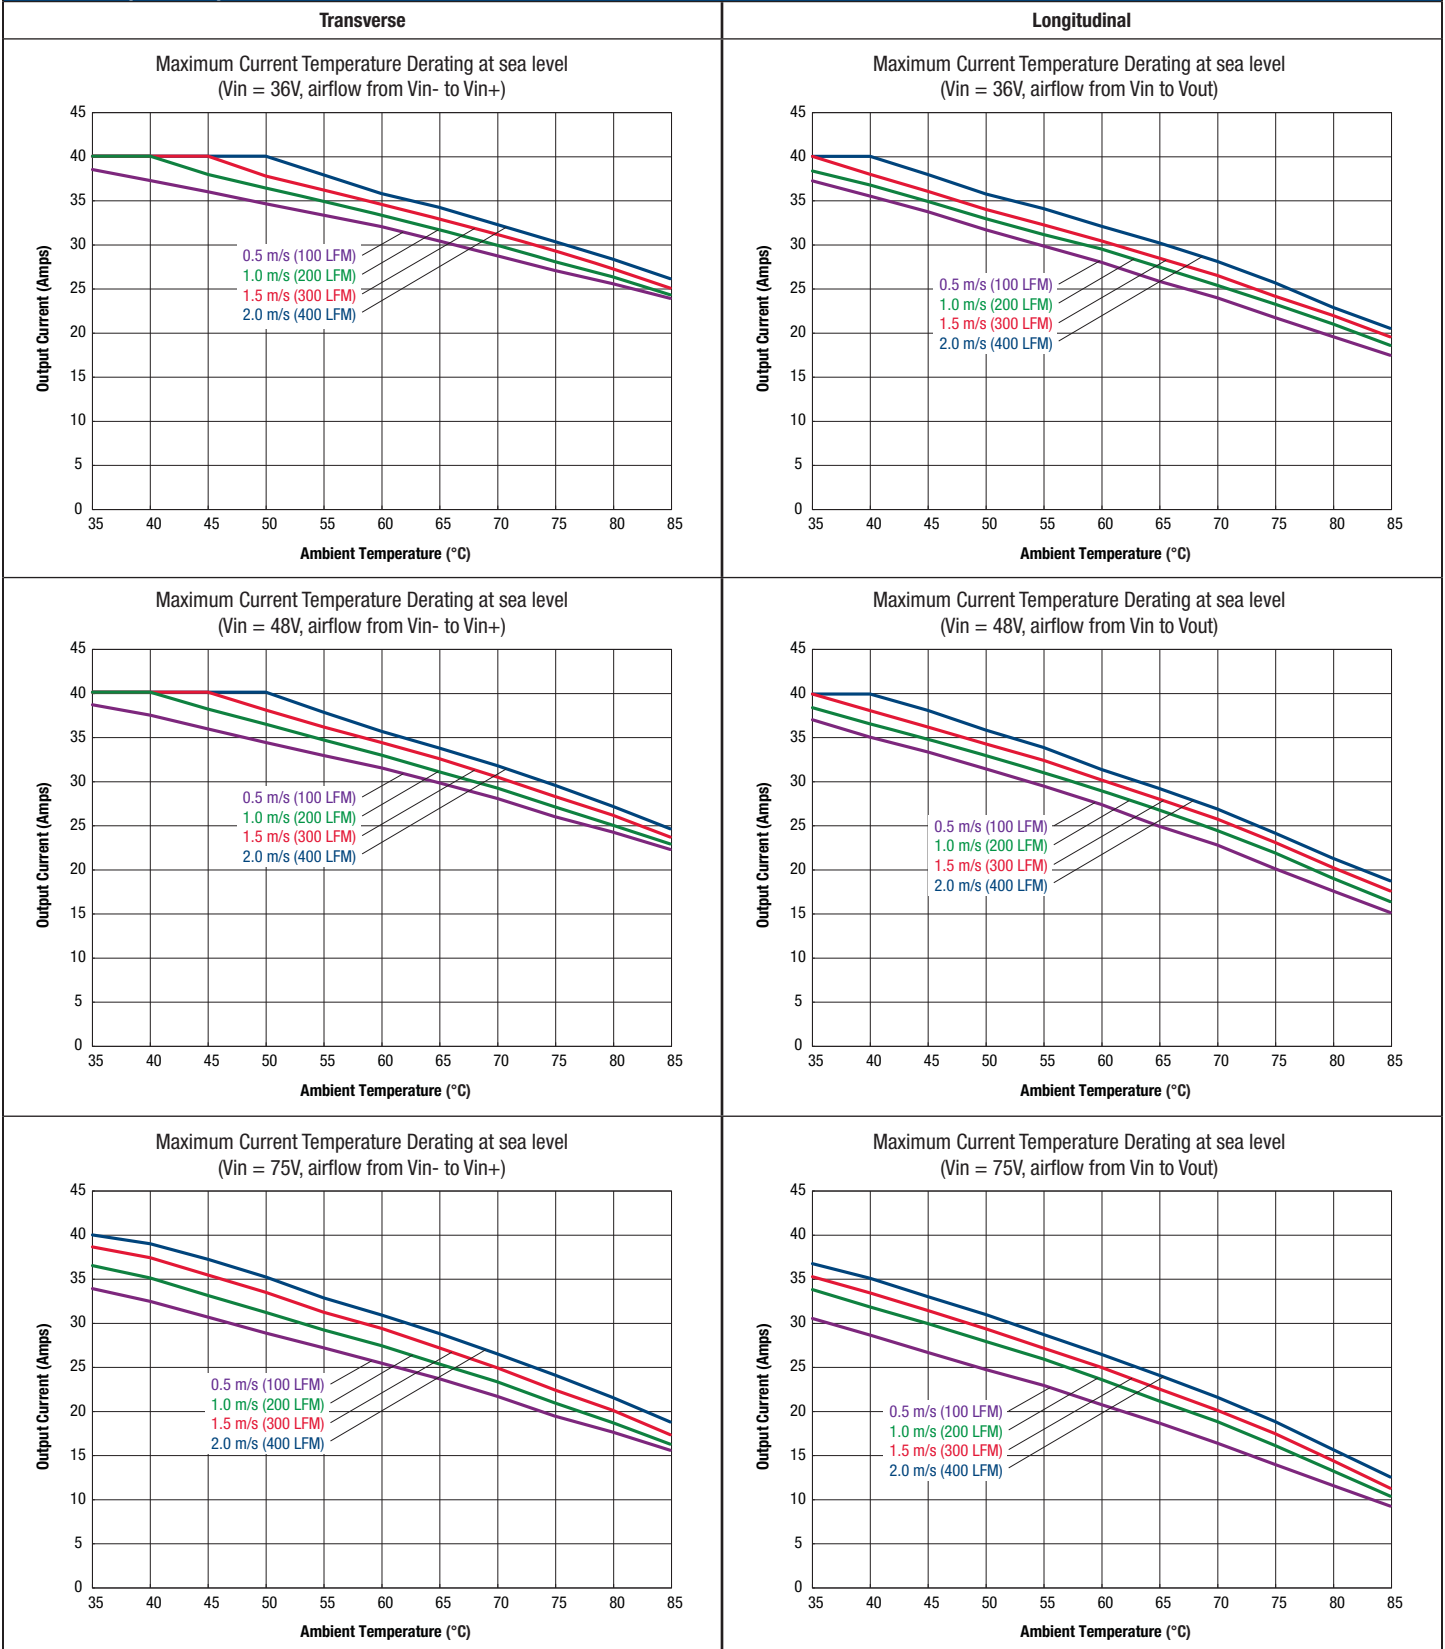 Transverse
Longitudinal
Maximum Current Temperature Derating at sea level
(Vin = 36V, airflow from Vin- to Vin+)
45
40
35
30
25
20
15
10
5
0
Output Current (Amps)
0.5 m/s (100 LFM)
1.0 m/s (200 LFM)
1.5 m/s (300 LFM)
2.0 m/s (400 LFM)
35 40 45 50 55 60 65 70 75 80 85
Ambient Temperature (°C)
Maximum Current Temperature Derating at sea level
(Vin = 36V, airflow from Vin to Vout)
45
40
35
30
25
20
15
10
5
0
Output Current (Amps)
0.5 m/s (100 LFM)
1.0 m/s (200 LFM)
1.5 m/s (300 LFM)
2.0 m/s (400 LFM)
35 40 45 50 55 60 65 70 75 80 85
Ambient Temperature (°C)
Maximum Current Temperature Derating at sea level
(Vin = 48V, airflow from Vin- to Vin+)
45
40
35
30
25
20
15
10
5
0
Output Current (Amps)
0.5 m/s (100 LFM)
1.0 m/s (200 LFM)
1.5 m/s (300 LFM)
2.0 m/s (400 LFM)
35 40 45 50 55 60 65 70 75 80 85
Ambient Temperature (°C)
Maximum Current Temperature Derating at sea level
(Vin = 48V, airflow from Vin to Vout)
45
40
35
30
25
20
15
10
5
0
Output Current (Amps)
0.5 m/s (100 LFM)
1.0 m/s (200 LFM)
1.5 m/s (300 LFM)
2.0 m/s (400 LFM)
35 40 45 50 55 60 65 70 75 80 85
Ambient Temperature (°C)
Maximum Current Temperature Derating at sea level
(Vin = 75V, airflow from Vin- to Vin+)
45
40
35
30
25
20
15
10
5
0
Output Current (Amps)
0.5 m/s (100 LFM)
1.0 m/s (200 LFM)
1.5 m/s (300 LFM)
2.0 m/s (400 LFM)
35 40 45 50 55 60 65 70 75 80 85
Ambient Temperature (°C)
Maximum Current Temperature Derating at sea level
(Vin = 75V, airflow from Vin to Vout)
45
40
35
30
25
20
15
10
5
0
Output Current (Amps)
0.5 m/s (100 LFM)
1.0 m/s (200 LFM)
1.5 m/s (300 LFM)
2.0 m/s (400 LFM)
35 40 45 50 55 60 65 70 75 80 85
Ambient Temperature (°C)